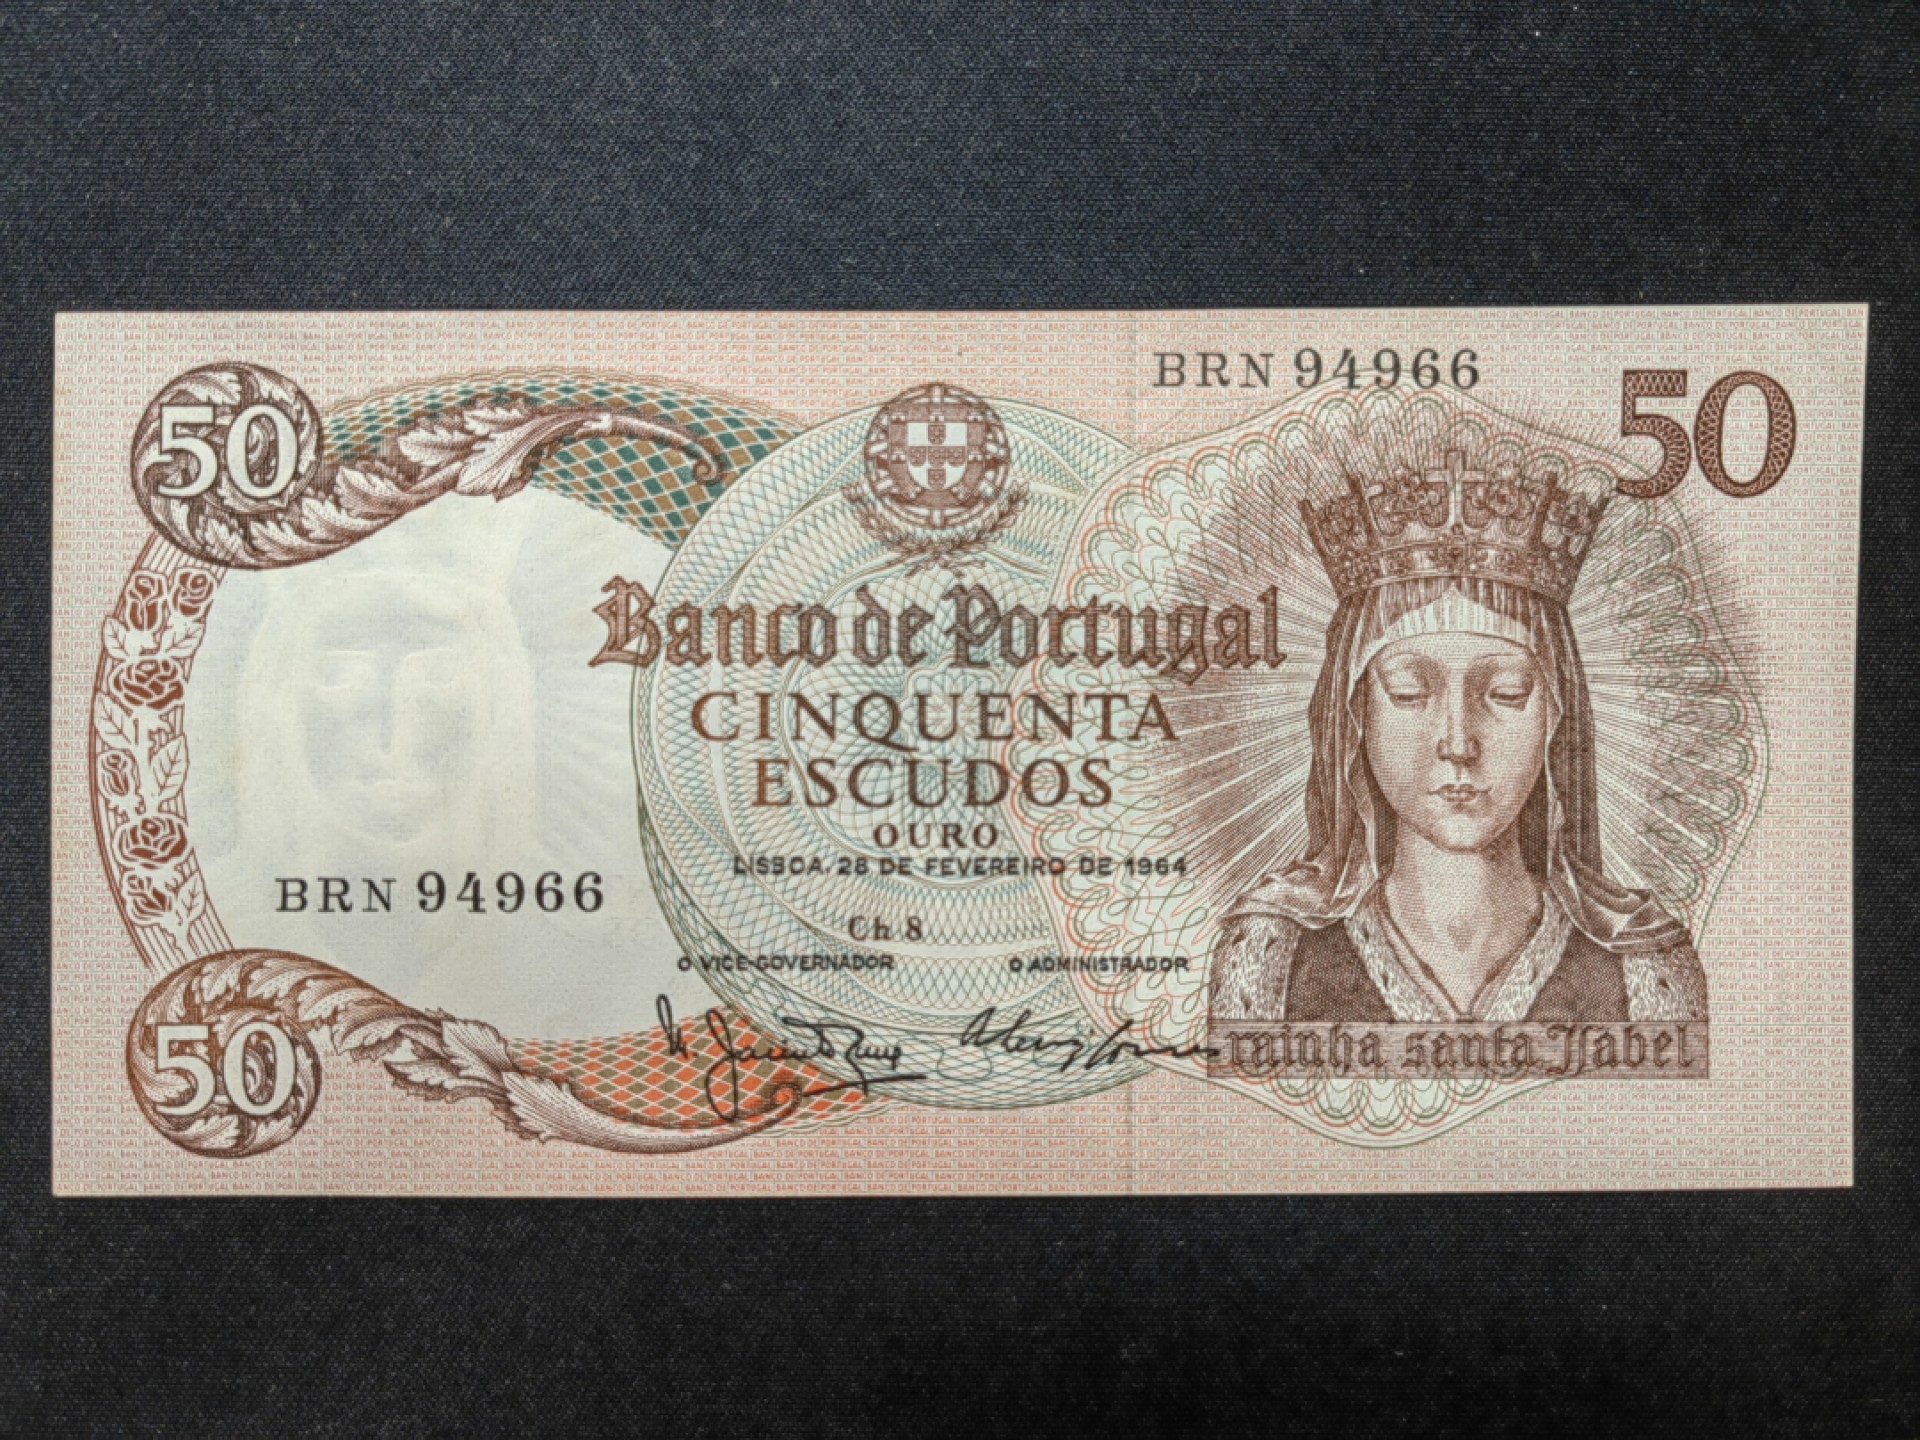 BRN 94966
50
50
Banco de Portugal
CINQUENTA
ESCUDOS
OURO
LISBOA, 28 DE FEVEREIRO DE 1964
BRN 94966
Ch 8
O VICE-GOVERNADOR
O ADMINISTRADOR
50
rainha santa Isabel